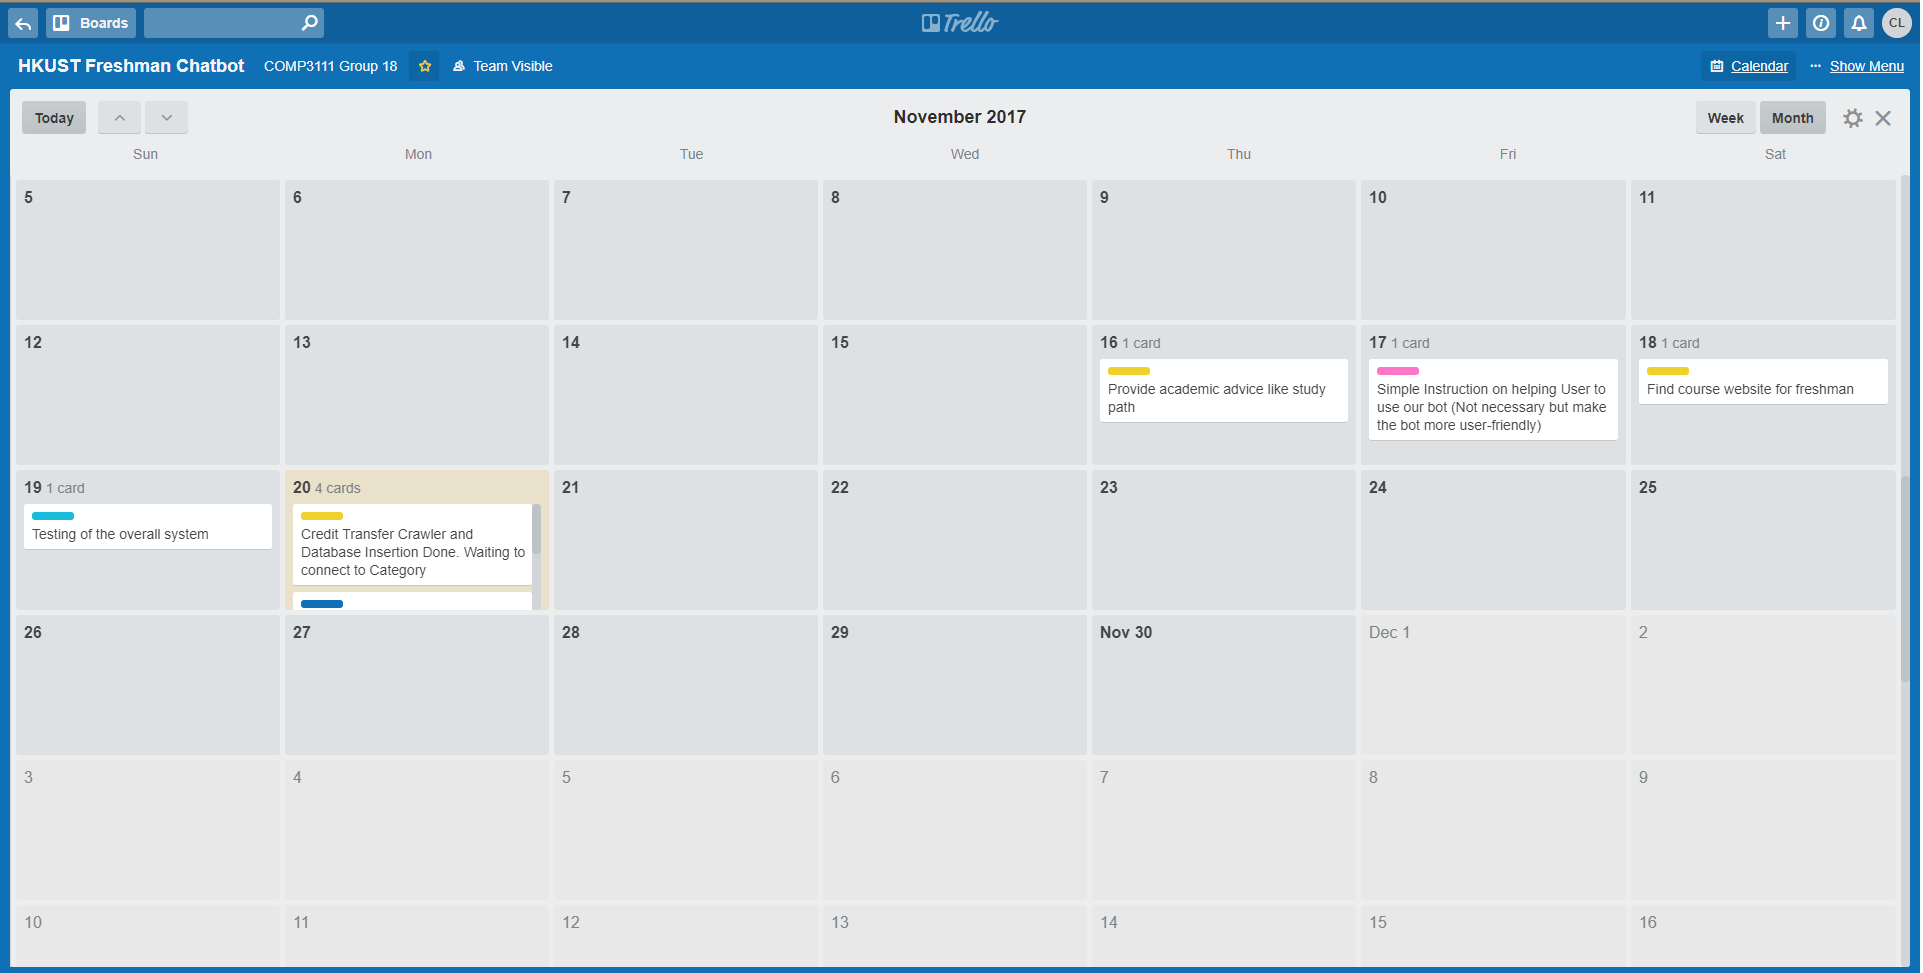 Boards
Trello
CL
HKUST Freshman Chatbot
COMP3111 Group 18
Team Visible
Calendar
··· Show Menu
Today
November 2017
Week
Month
Sun
Mon
Tue
Wed
Thu
Fri
Sat
5
6
7
8
9
10
11
12
13
14
15
16 1 card
Provide academic advice like study
path
17 1 card
Simple Instruction on helping User to
use our bot (Not necessary but make
the bot more user-friendly)
18 1 card
Find course website for freshman
19 1 card
Testing of the overall system
20 4 cards
Credit Transfer Crawler and
Database Insertion Done. Waiting to
connect to Category
21
22
23
24
25
26
27
28
29
Nov 30
Dec 1
2
3
4
5
6
7
8
9
10
11
12
13
14
15
16